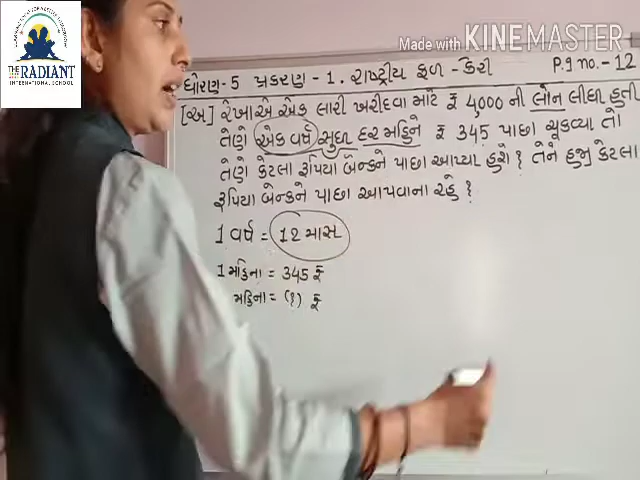 THE RADIANT
INTERNATIONAL SCHOOL
Made with KINEMASTER
ધોરણ-5 પ્રકરણ-1. રાષ્ટ્રીય ફળ-કેરી P.g no.-12
[અ] રેખાએ એક લારી ખરીદવા માટે ₹ 4,000 ની લોન લીધી હતી
તેણે એક વર્ષ સુધી દર મહિને ₹ 345 પાછા ચૂકવ્યા તો
તેણે કેટલા રૂપિયા બેન્કને પાછા આપ્યા હશે? તેને હજુ કેટલા
રૂપિયા બેન્કને પાછા આપવાના રહે?
1 વર્ષ = 12 માસ
1 મહિના = 345 ₹
મહિના = (?) ₹